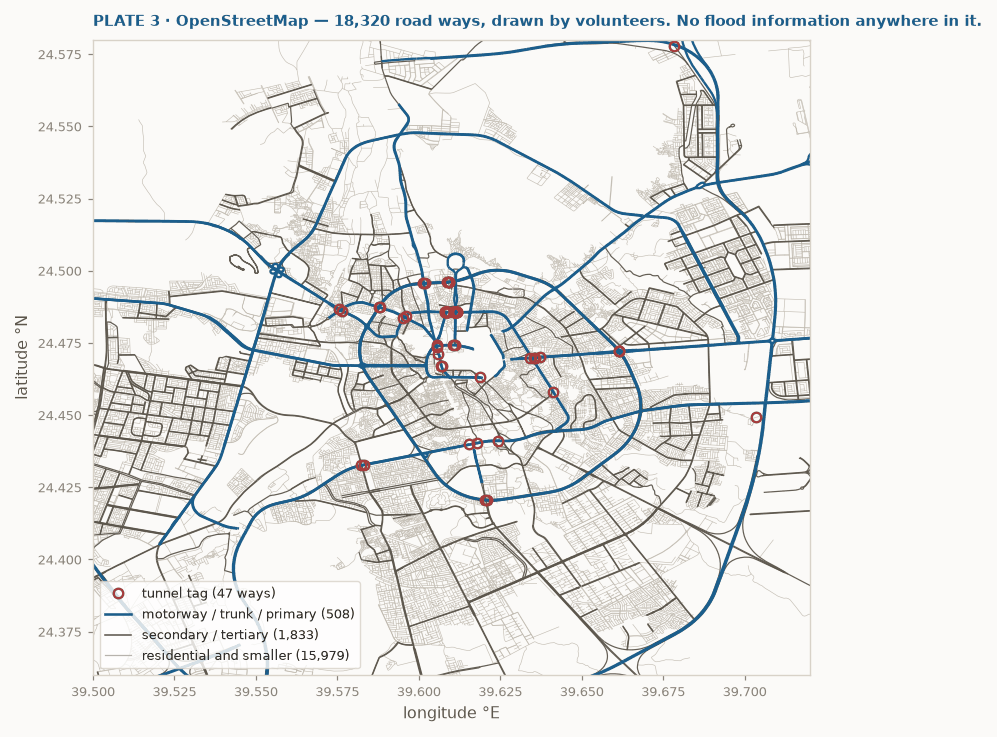 PLATE 3 · OpenStreetMap — 18,320 road ways, drawn by volunteers. No flood information anywhere in it.
24.575
24.550
24.525
24.500
24.475
24.450
24.425
24.400
24.375
latitude °N
tunnel tag (47 ways)
motorway / trunk / primary (508)
secondary / tertiary (1,833)
residential and smaller (15,979)
39.500 39.525 39.550 39.575 39.600 39.625 39.650 39.675 39.700
longitude °E